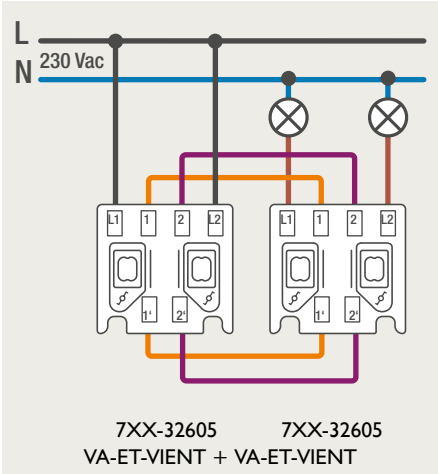 L
230 Vac
N
L1 1 2 L2 L1 1 2 L2
1' 2' 1' 2'
7XX-32605 7XX-32605
VA-ET-VIENT + VA-ET-VIENT